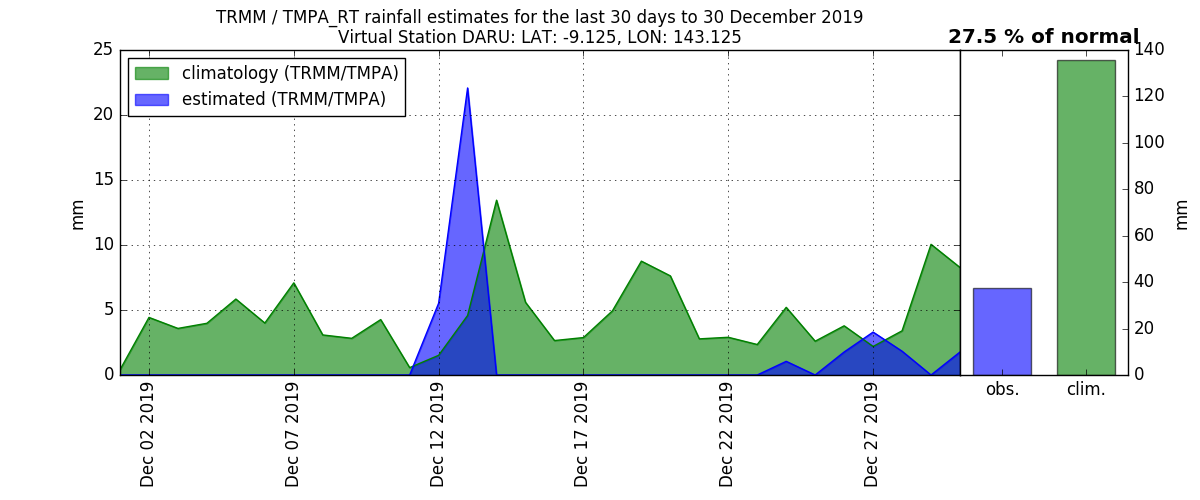 TRMM / TMPA_RT rainfall estimates for the last 30 days to 30 December 2019
Virtual Station DARU: LAT: -9.125, LON: 143.125
27.5 % of normal
climatology (TRMM/TMPA)
estimated (TRMM/TMPA)
25
20
15
10
5
0
mm
Dec 02 2019
Dec 07 2019
Dec 12 2019
Dec 17 2019
Dec 22 2019
Dec 27 2019
obs.
clim.
140
120
100
80
60
40
20
0
mm